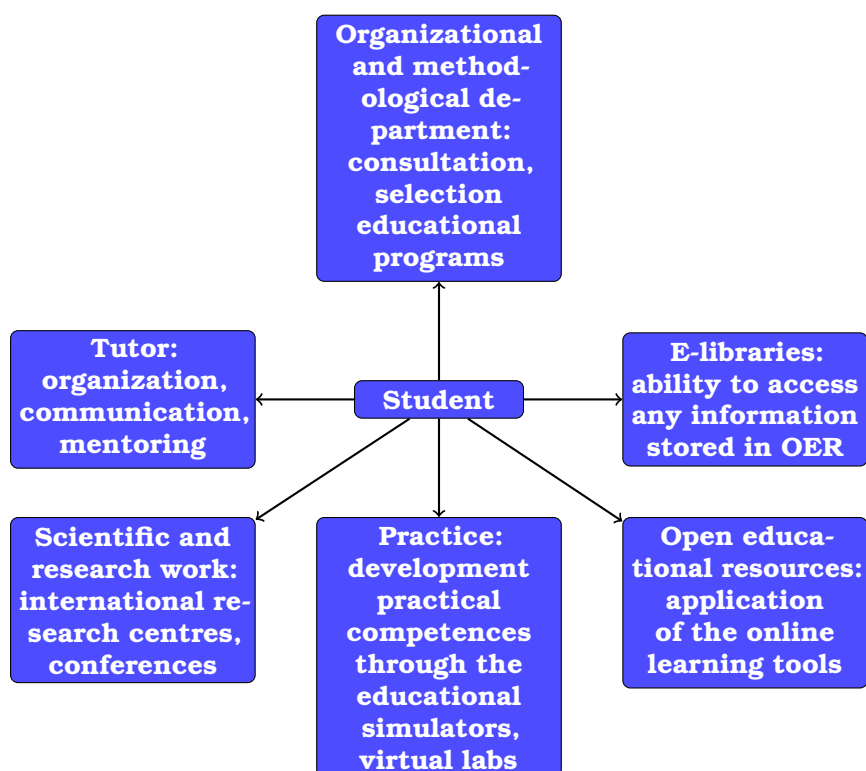 Organizational
and method-
ological de-
partment:
consultation,
selection
educational
programs
Tutor:
organization,
communication,
mentoring
Student
E-libraries:
ability to access
any information
stored in OER
Scientific and
research work:
international re-
search centres,
conferences
Practice:
development
practical
competences
through the
educational
simulators,
virtual labs
Open educa-
tional resources:
application
of the online
learning tools